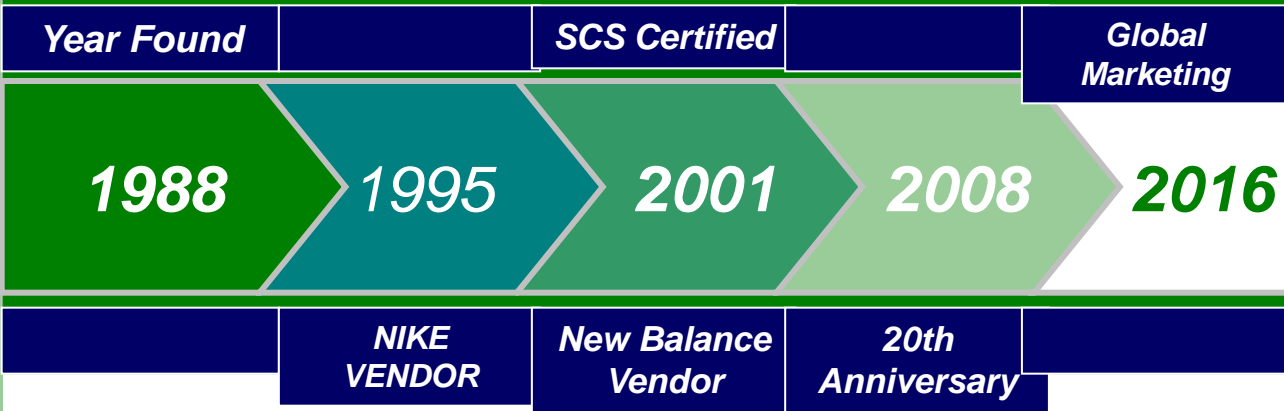 Year Found
SCS Certified
Global
Marketing
1988
1995
2001
2008
2016
NIKE
VENDOR
New Balance
Vendor
20th
Anniversary